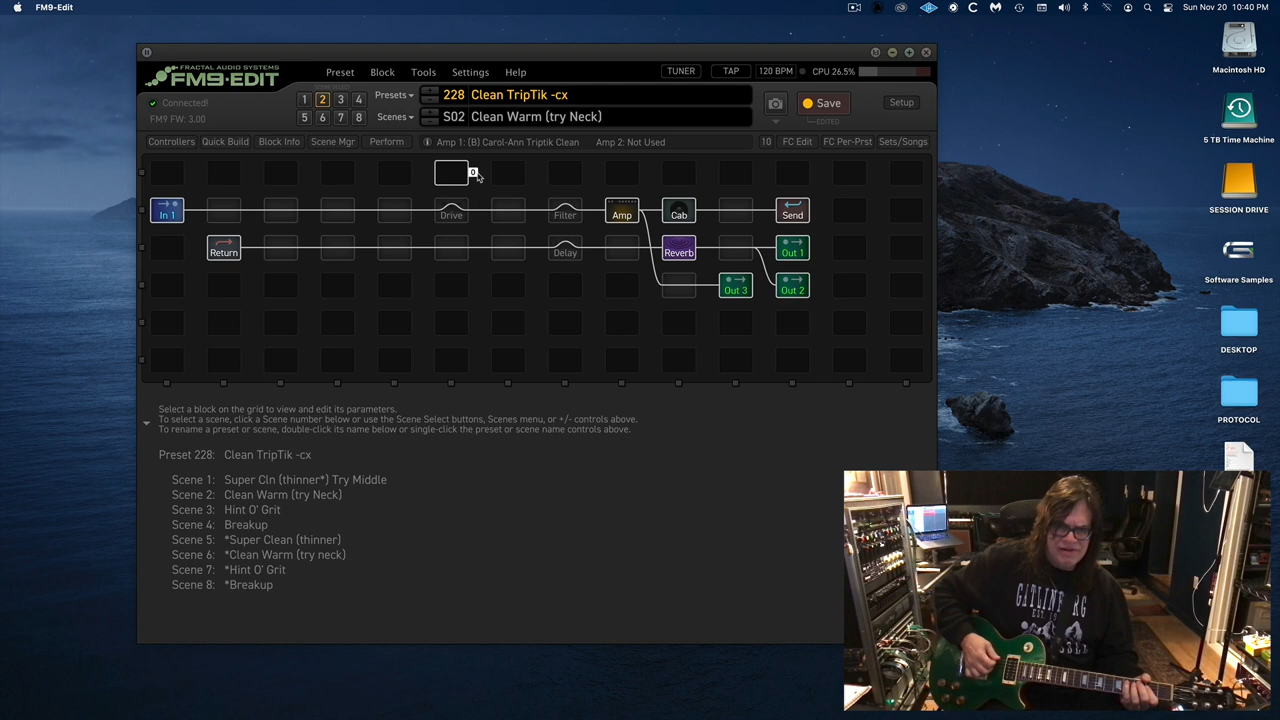 FM9-Edit
Sun Nov 20 10:40 PM
FRACTAL AUDIO SYSTEMS
FM9-EDIT
Preset Block Tools Settings Help
TUNER TAP 120 BPM CPU 26.5%
Connected!
FM9 FW: 3.00
SCENE SELECT
1 2 3 4
5 6 7 8
Presets 228 Clean TripTik -cx
Scenes S02 Clean Warm (try Neck)
Save
EDITED
Setup
Controllers Quick Build Block Info Scene Mgr Perform Amp 1: (B) Carol-Ann Triptik Clean Amp 2: Not Used 10 FC Edit FC Per-Prst Sets/Songs
0
In 1 Drive Filter Amp Cab Send
Return Delay Reverb Out 1
Out 3 Out 2
Select a block on the grid to view and edit its parameters.
To select a scene, click a Scene number below or use the Scene Select buttons, Scenes menu, or +/- controls above.
To rename a preset or scene, double-click its name below or single-click the preset or scene name controls above.
Preset 228: Clean TripTik -cx
Scene 1: Super Cln (thinner*) Try Middle
Scene 2: Clean Warm (try Neck)
Scene 3: Hint O' Grit
Scene 4: Breakup
Scene 5: *Super Clean (thinner)
Scene 6: *Clean Warm (try neck)
Scene 7: *Hint O' Grit
Scene 8: *Breakup
Macintosh HD
5 TB Time Machine
SESSION DRIVE
Software Samples
DESKTOP
PROTOCOL